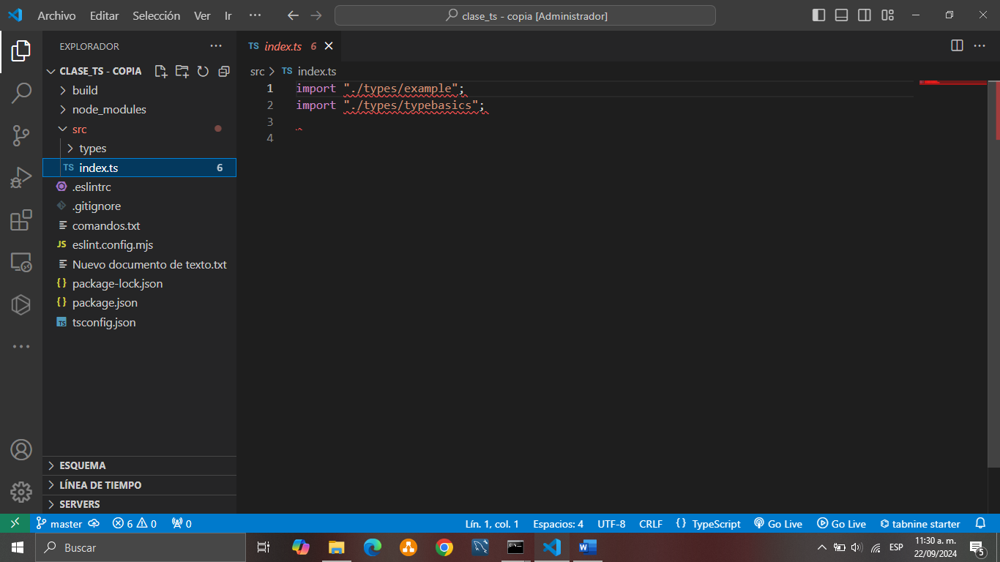 Archivo Editar Selección Ver Ir ··· clase_ts - copia [Administrador]
EXPLORADOR ···
CLASE_TS - COPIA
build
node_modules
src
types
TS index.ts 6
.eslintrc
.gitignore
comandos.txt
JS eslint.config.mjs
Nuevo documento de texto.txt
{} package-lock.json
{} package.json
TS tsconfig.json
ESQUEMA
LÍNEA DE TIEMPO
SERVERS
TS index.ts 6
src > TS index.ts
1 import "./types/example";
2 import "./types/typebasics";
3
4
master 6 0 0 Lín. 1, col. 1 Espacios: 4 UTF-8 CRLF {} TypeScript Go Live Go Live tabnine starter
Buscar ESP 11:30 a. m.
22/09/2024 5